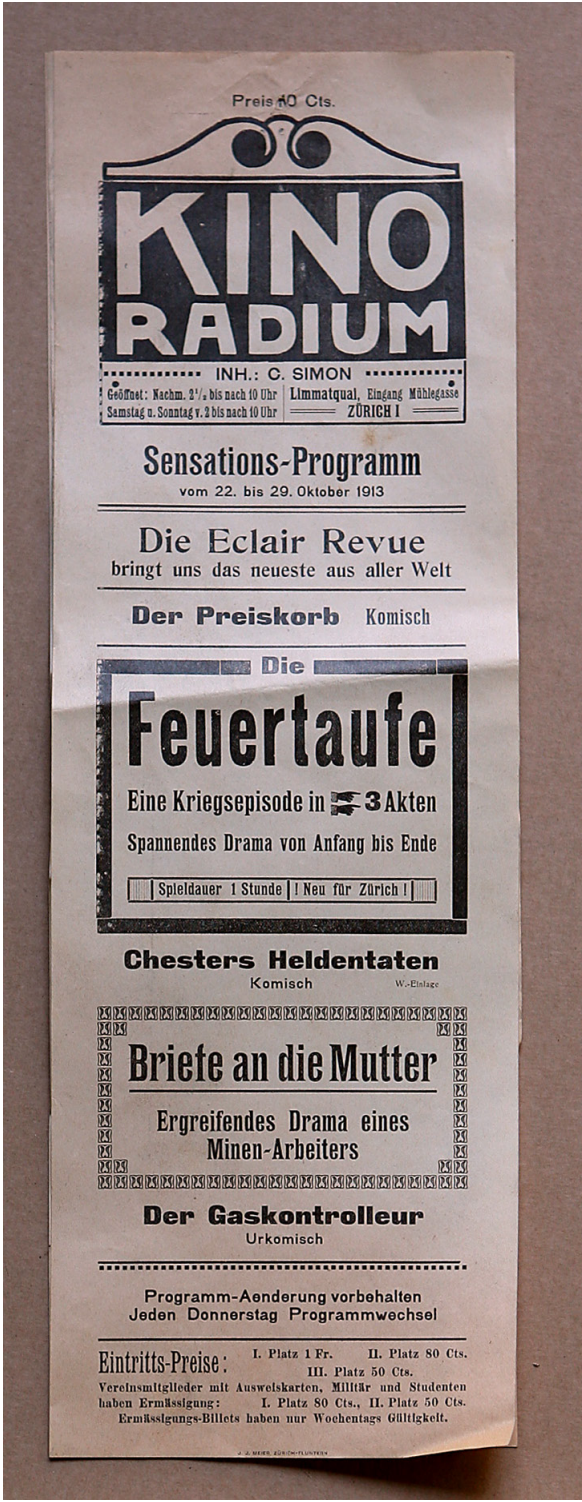 Preis 10 Cts.
KINO
RADIUM
INH.: C. SIMON
Geöffnet: Nachm. 2¹/₂ bis nach 10 Uhr
Samstag u. Sonntag v. 2 bis nach 10 Uhr
Limmatquai, Eingang Mühlegasse
ZÜRICH I
Sensations-Programm
vom 22. bis 29. Oktober 1913
Die Eclair Revue
bringt uns das neueste aus aller Welt
Der Preiskorb Komisch
Die
Feuertaufe
Eine Kriegsepisode in 3 Akten
Spannendes Drama von Anfang bis Ende
Spieldauer 1 Stunde ! Neu für Zürich !
Chesters Heldentaten
Komisch W.-Einlage
Briefe an die Mutter
Ergreifendes Drama eines
Minen-Arbeiters
Der Gaskontrolleur
Urkomisch
Programm-Aenderung vorbehalten
Jeden Donnerstag Programmwechsel
Eintritts-Preise: I. Platz 1 Fr. II. Platz 80 Cts.
III. Platz 50 Cts.
Vereinsmitglieder mit Ausweiskarten, Militär und Studenten
haben Ermässigung: I. Platz 80 Cts., II. Platz 50 Cts.
Ermässigungs-Billets haben nur Wochentags Gültigkeit.
J. J. MEIER, ZÜRICH-FLUNTERN